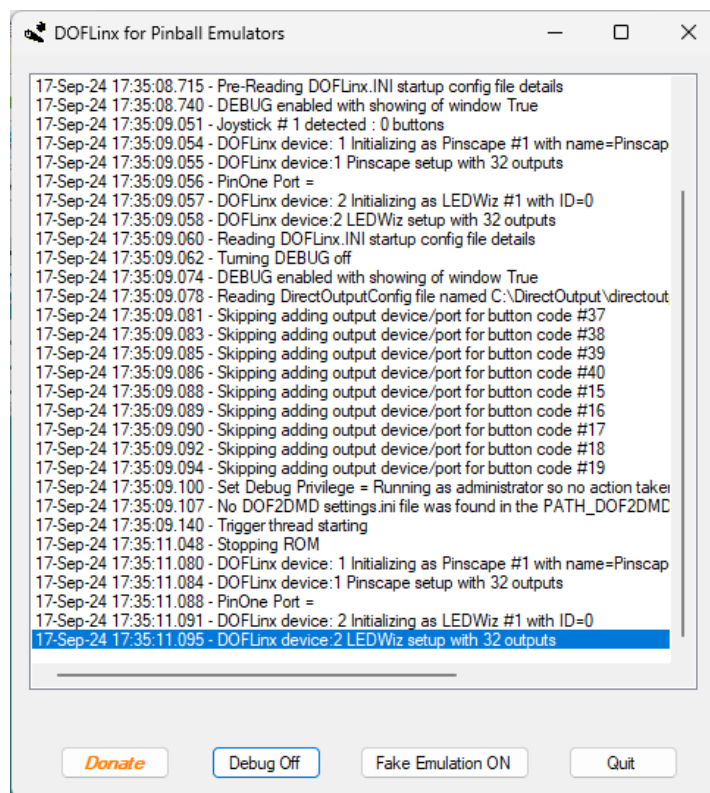 DOFLinx for Pinball Emulators
17-Sep-24 17:35:08.715 - Pre-Reading DOFLinx.INI startup config file details
17-Sep-24 17:35:08.740 - DEBUG enabled with showing of window True
17-Sep-24 17:35:09.051 - Joystick # 1 detected : 0 buttons
17-Sep-24 17:35:09.054 - DOFLinx device: 1 Initializing as Pinscape #1 with name=Pinscap
17-Sep-24 17:35:09.055 - DOFLinx device:1 Pinscape setup with 32 outputs
17-Sep-24 17:35:09.056 - PinOne Port =
17-Sep-24 17:35:09.057 - DOFLinx device: 2 Initializing as LEDWiz #1 with ID=0
17-Sep-24 17:35:09.058 - DOFLinx device:2 LEDWiz setup with 32 outputs
17-Sep-24 17:35:09.060 - Reading DOFLinx.INI startup config file details
17-Sep-24 17:35:09.062 - Turning DEBUG off
17-Sep-24 17:35:09.074 - DEBUG enabled with showing of window True
17-Sep-24 17:35:09.078 - Reading DirectOutputConfig file named C:\DirectOutput\directout
17-Sep-24 17:35:09.081 - Skipping adding output device/port for button code #37
17-Sep-24 17:35:09.083 - Skipping adding output device/port for button code #38
17-Sep-24 17:35:09.085 - Skipping adding output device/port for button code #39
17-Sep-24 17:35:09.086 - Skipping adding output device/port for button code #40
17-Sep-24 17:35:09.088 - Skipping adding output device/port for button code #15
17-Sep-24 17:35:09.089 - Skipping adding output device/port for button code #16
17-Sep-24 17:35:09.090 - Skipping adding output device/port for button code #17
17-Sep-24 17:35:09.092 - Skipping adding output device/port for button code #18
17-Sep-24 17:35:09.094 - Skipping adding output device/port for button code #19
17-Sep-24 17:35:09.100 - Set Debug Privilege = Running as administrator so no action taken
17-Sep-24 17:35:09.107 - No DOF2DMD settings.ini file was found in the PATH_DOF2DMD
17-Sep-24 17:35:09.140 - Trigger thread starting
17-Sep-24 17:35:11.048 - Stopping ROM
17-Sep-24 17:35:11.080 - DOFLinx device: 1 Initializing as Pinscape #1 with name=Pinscap
17-Sep-24 17:35:11.084 - DOFLinx device:1 Pinscape setup with 32 outputs
17-Sep-24 17:35:11.088 - PinOne Port =
17-Sep-24 17:35:11.091 - DOFLinx device: 2 Initializing as LEDWiz #1 with ID=0
17-Sep-24 17:35:11.095 - DOFLinx device:2 LEDWiz setup with 32 outputs
Donate Debug Off Fake Emulation ON Quit